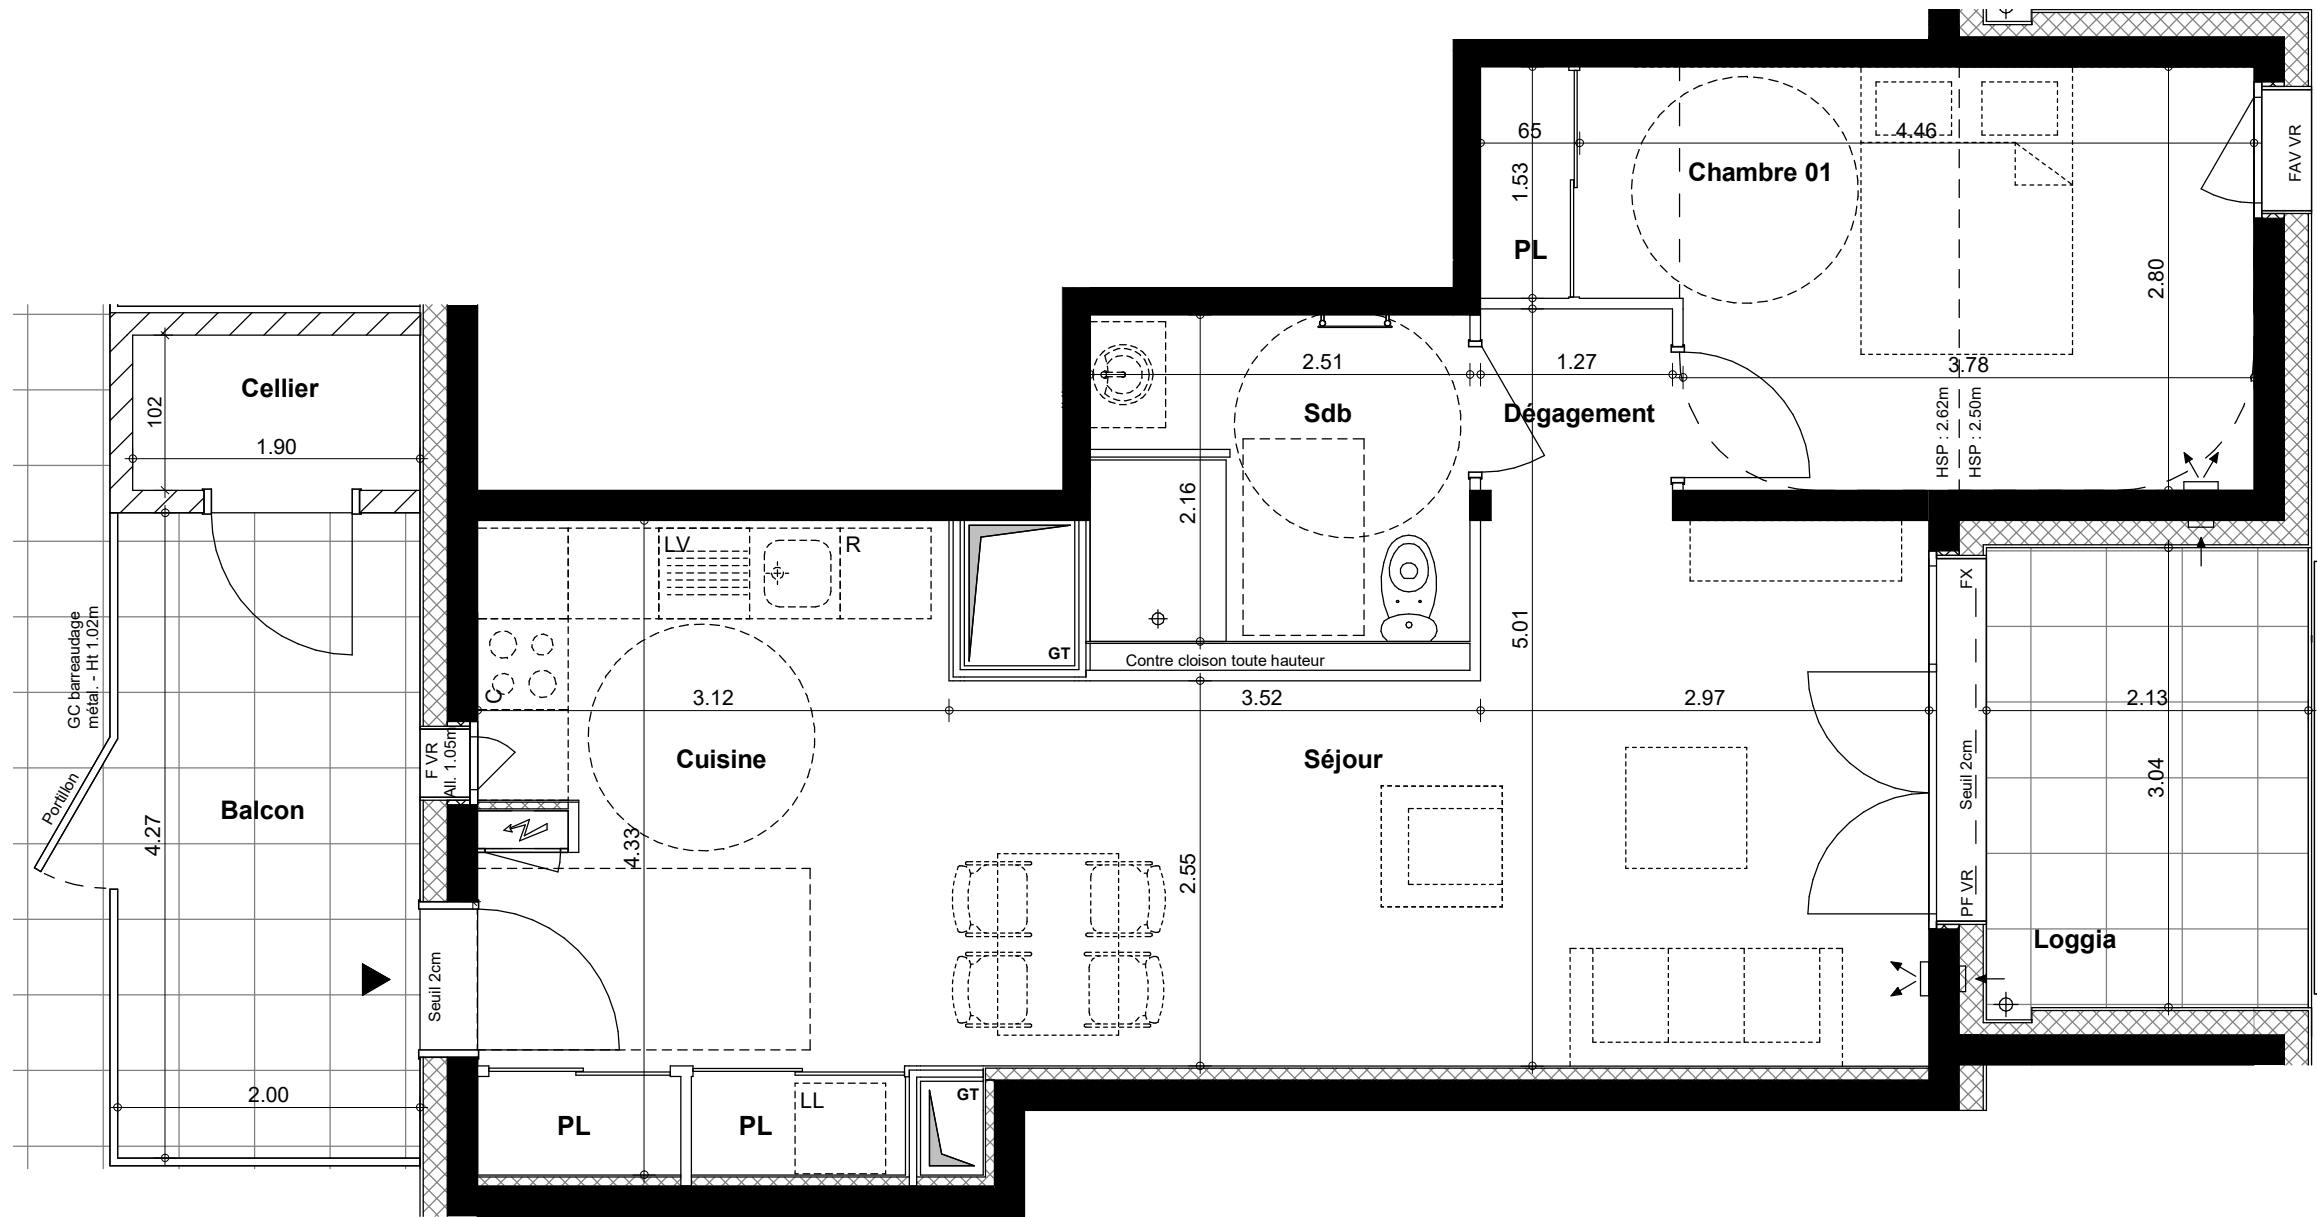 65
4.46
Chambre 01
FAV VR
1.53
PL
2.80
2.51
1.27
3.78
Cellier
102
1.90
Sdb
Dégagement
HSP : 2.62m
HSP : 2.50m
2.16
LV
R
GT
C
Contre cloison toute hauteur
5.01
FX
GC barreaudage
métal. - Ht 1.02m
3.12
3.52
2.97
2.13
F VR
All. 1.05m
Cuisine
Séjour
Seuil 2cm
3.04
Portillon
Balcon
4.27
4.33
2.55
PF VR
Loggia
Seuil 2cm
2.00
PL
PL
LL
GT